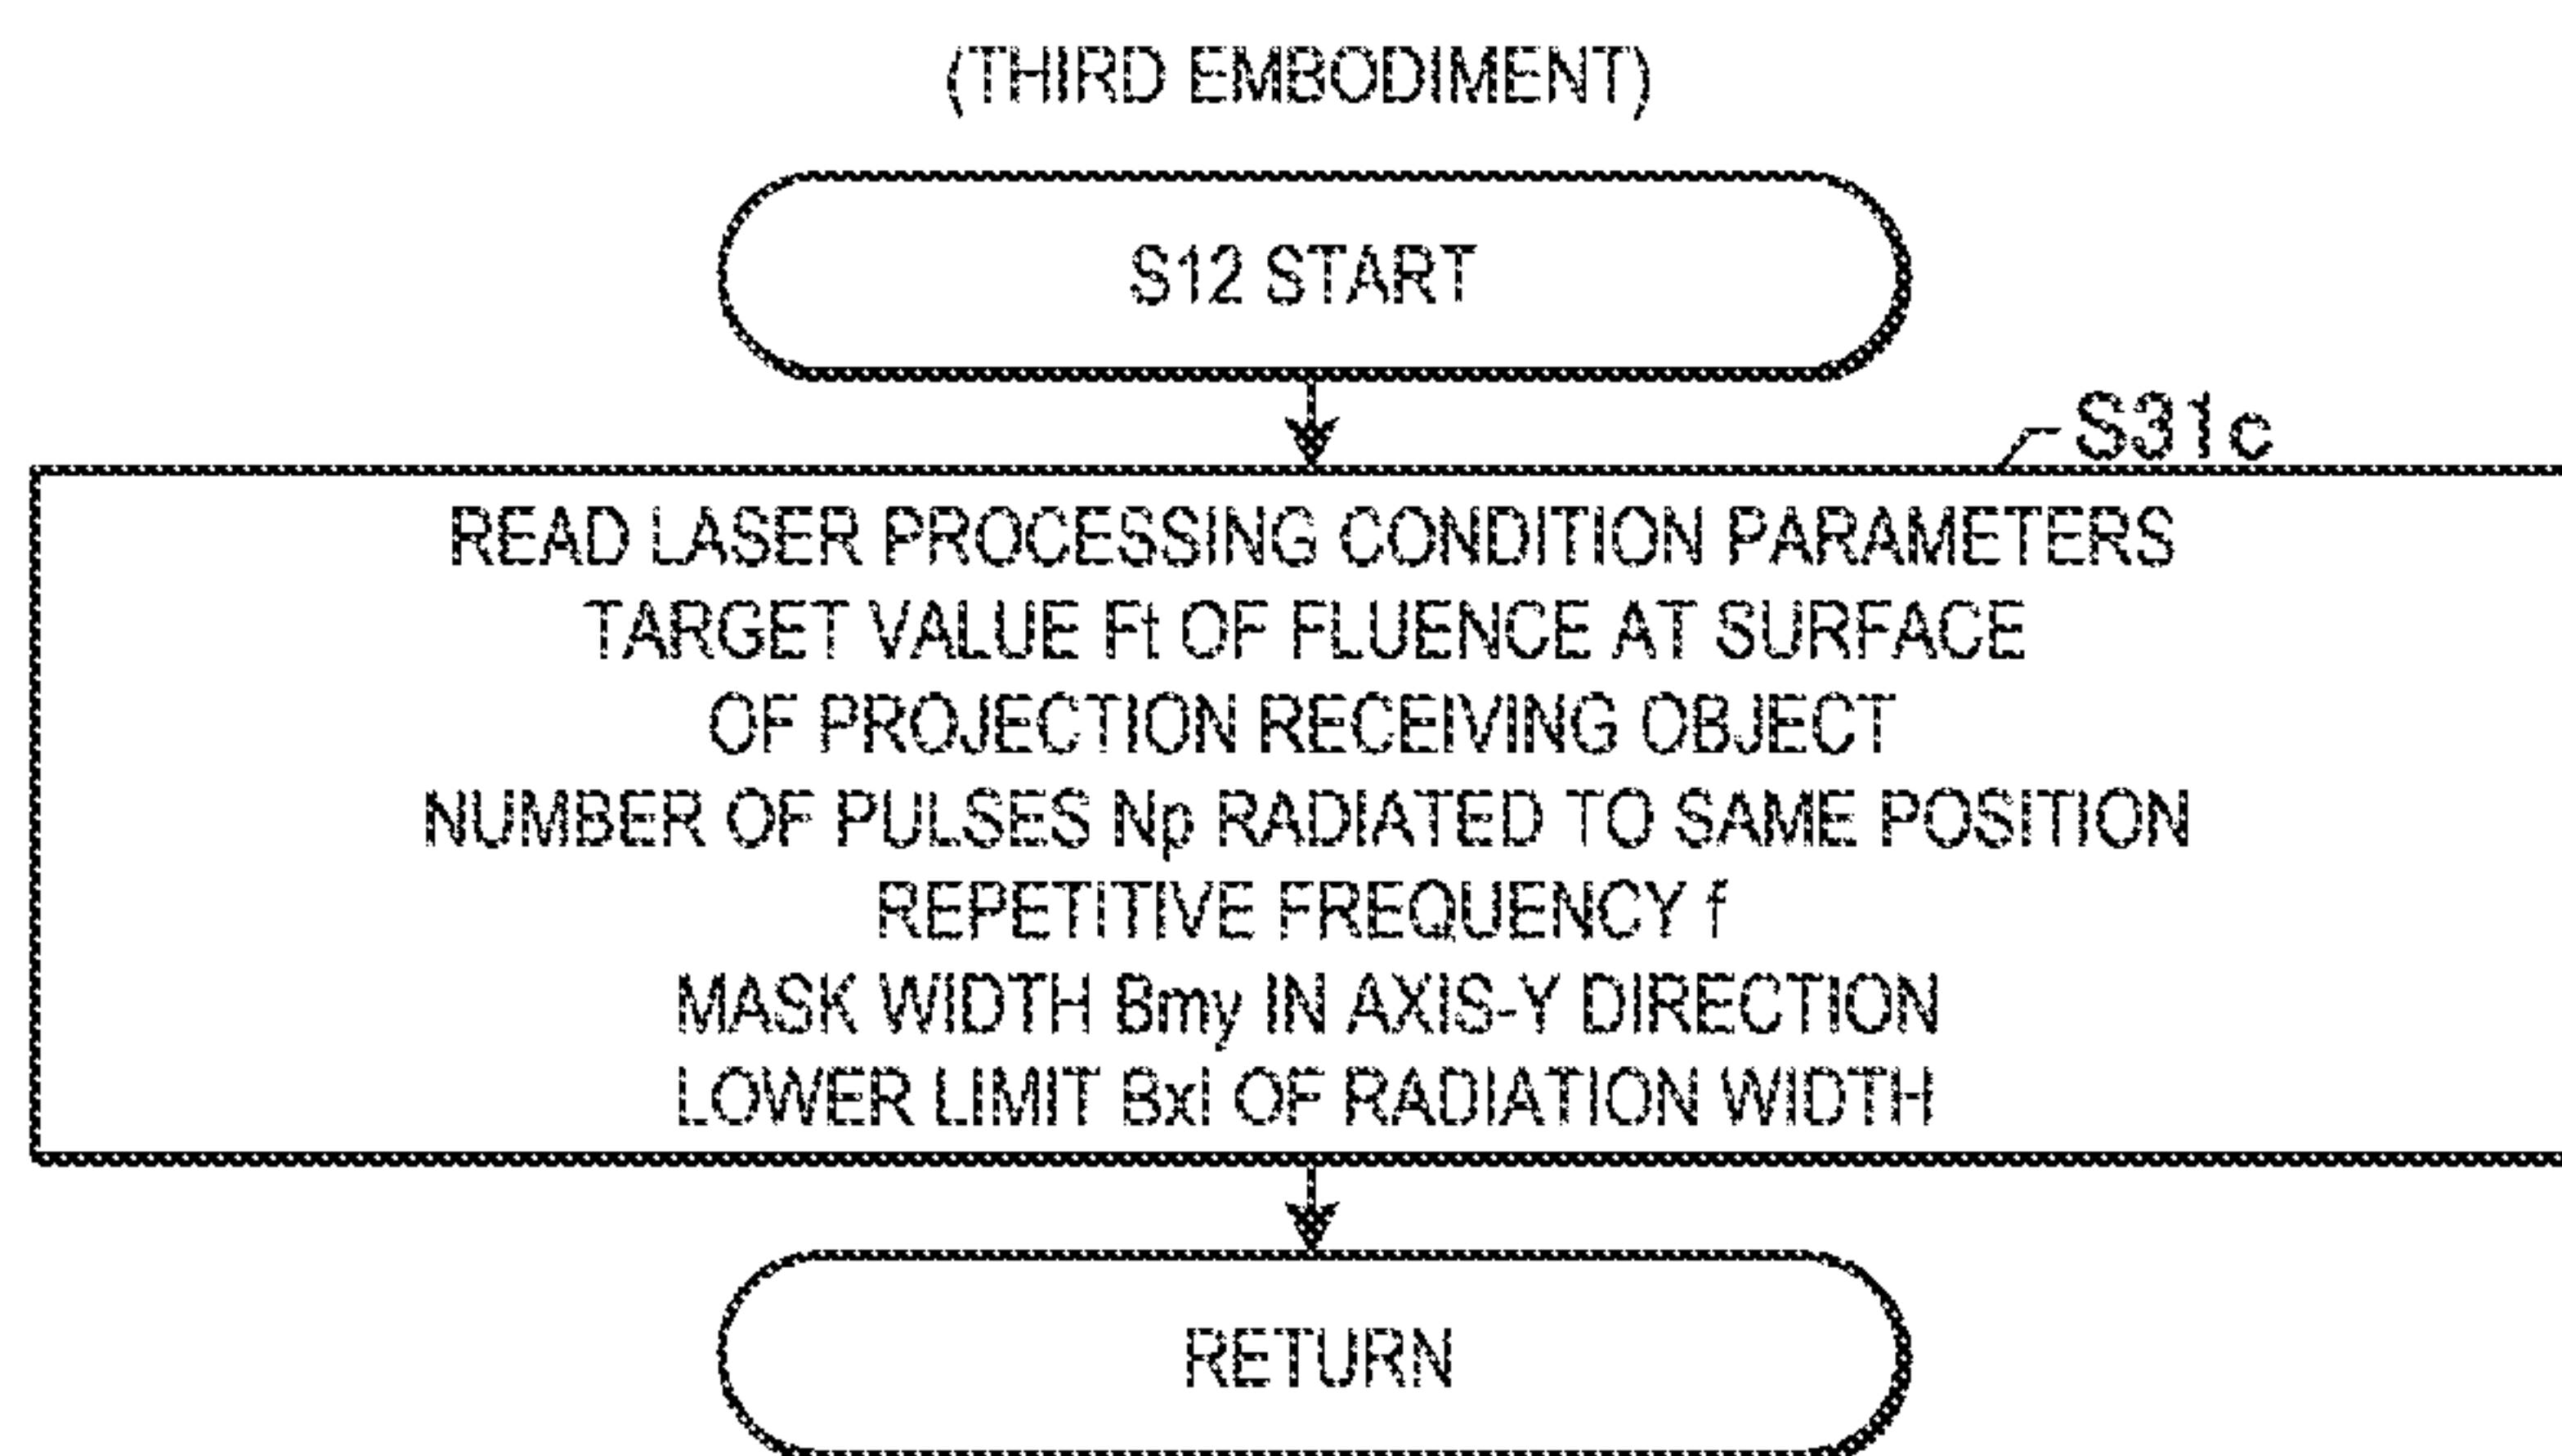 (THIRD EMBODIMENT)
S12 START
S31c
READ LASER PROCESSING CONDITION PARAMETERS
TARGET VALUE Ft OF FLUENCE AT SURFACE
OF PROJECTION RECEIVING OBJECT
NUMBER OF PULSES Np RADIATED TO SAME POSITION
REPETITIVE FREQUENCY f
MASK WIDTH Bmy IN AXIS-Y DIRECTION
LOWER LIMIT Bxl OF RADIATION WIDTH
RETURN